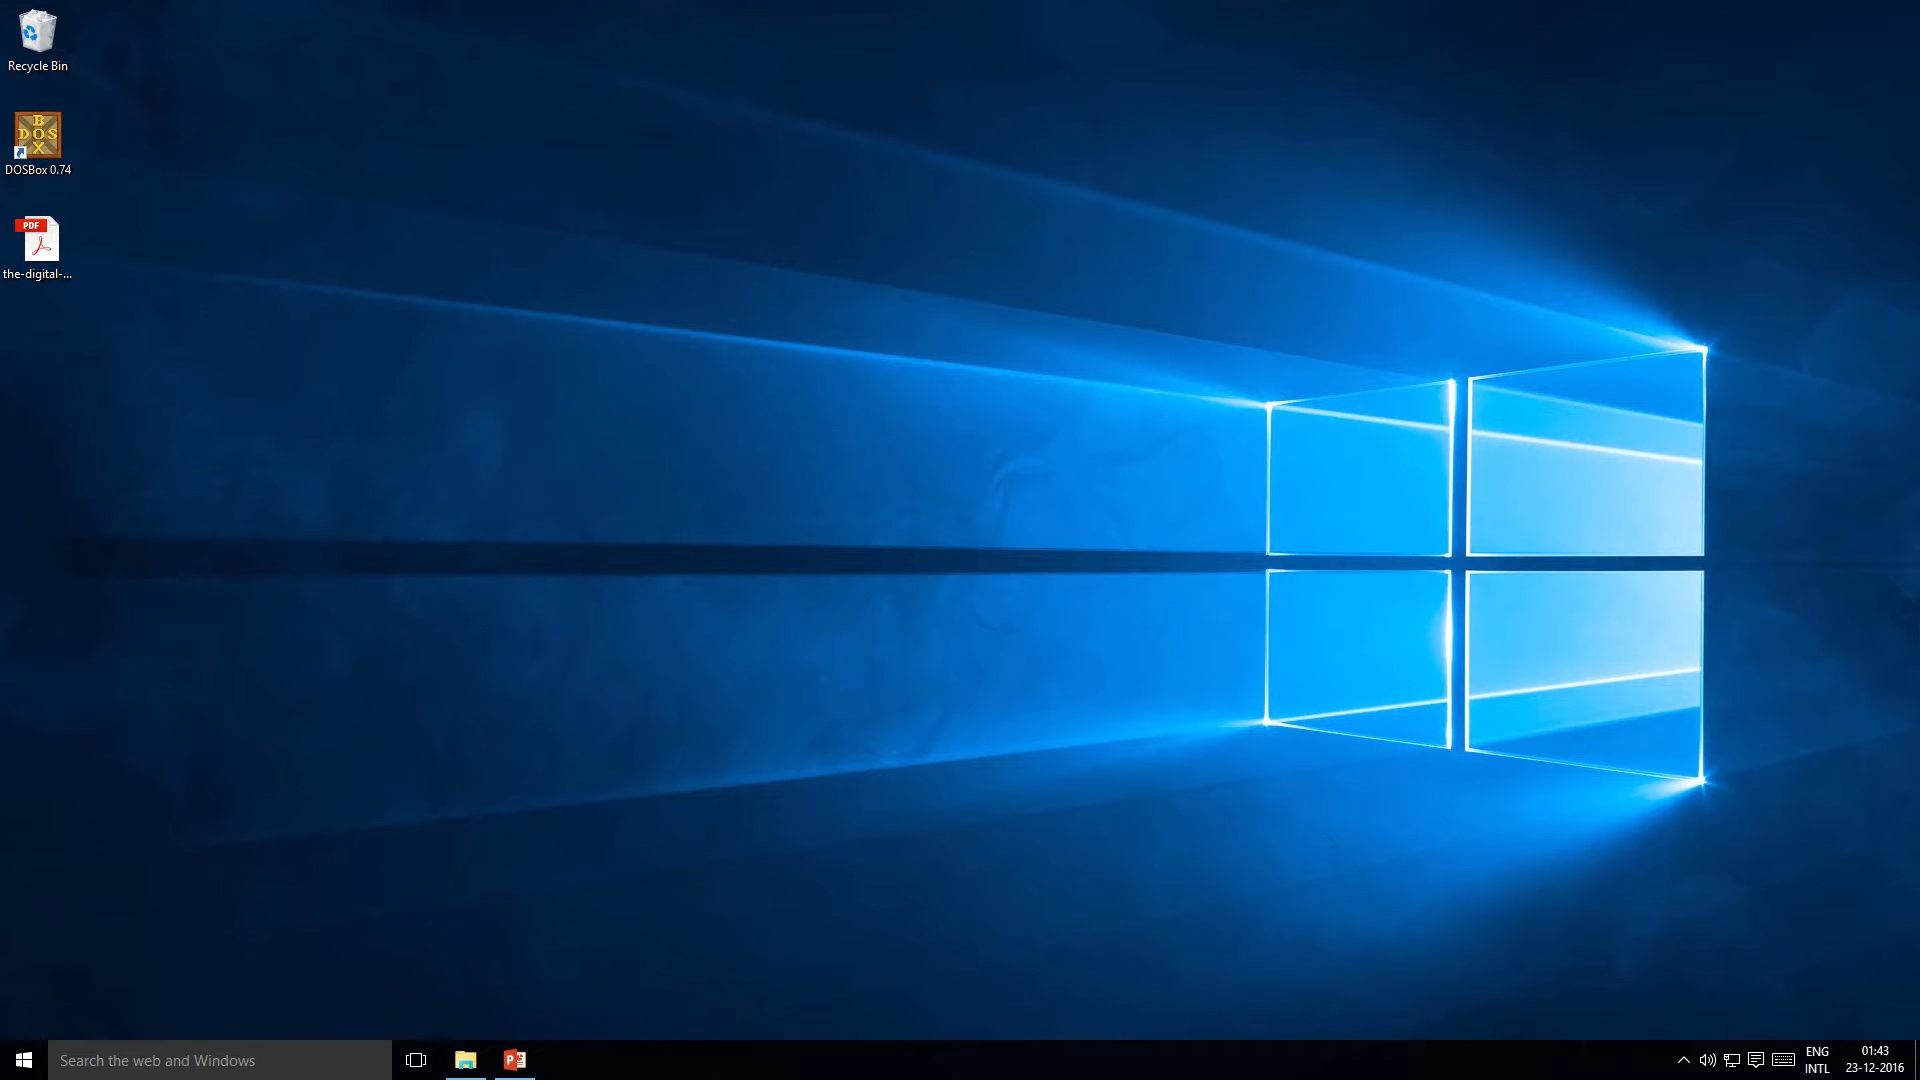 Recycle Bin
BOX
DOS
DOSBox 0.74
PDF
the-digital-...
Search the web and Windows
P
ENG
INTL
01:43
23-12-2016